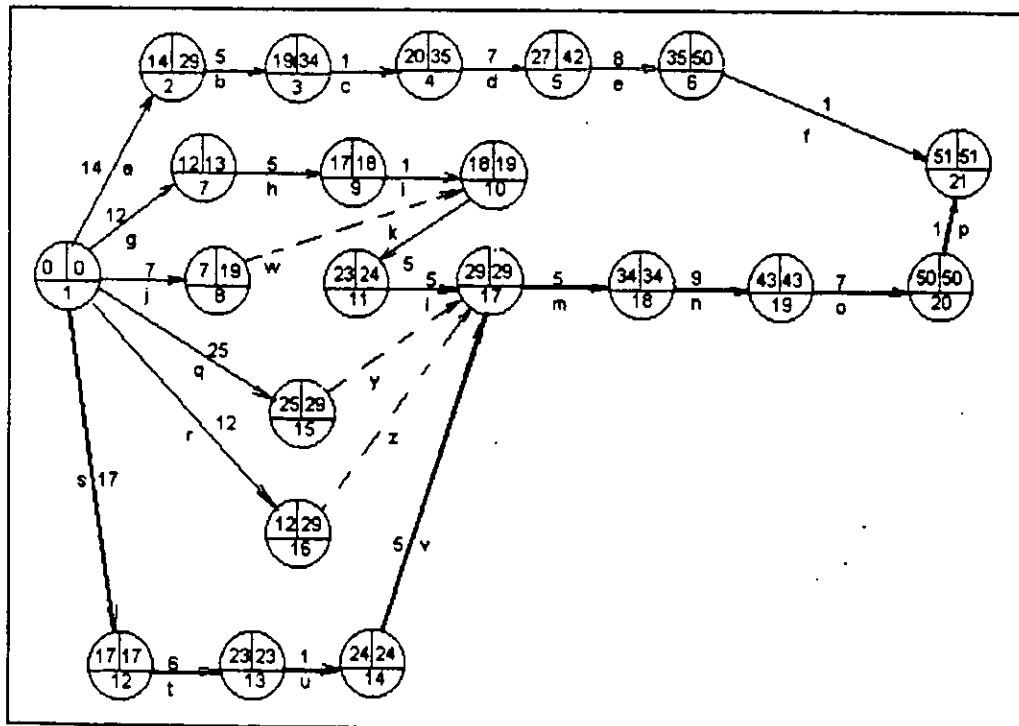 14 29 5 19 34 1 20 35 7 27 42 8 35 50
2 b 3 c 4 d 5 e 6
1
f
14 a 12 13 5 17 18 1 18 19 51 51
7 h 9 i 10 21
12
g w k 1 p
0 0 7 7 19 23 24 5 5 29 29 5 34 34 9 43 43 7 50 50
1 j 8 11 l 17 m 18 n 19 o 20
25
q y
25 29
r 12 15 z
s 17
12 29
16
5 v
17 17 6 23 23 1 24 24
12 t 13 u 14